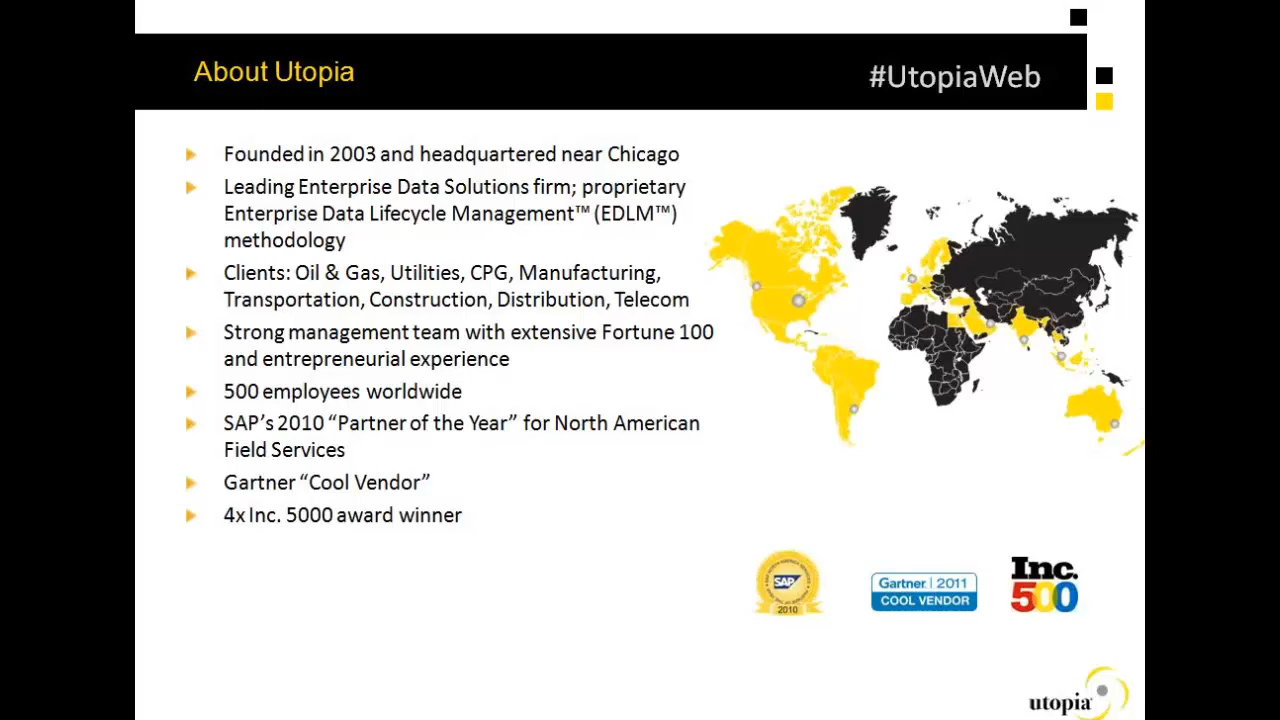 About Utopia
#UtopiaWeb
Founded in 2003 and headquartered near Chicago
Leading Enterprise Data Solutions firm; proprietary
Enterprise Data Lifecycle Management™ (EDLM™)
methodology
Clients: Oil & Gas, Utilities, CPG, Manufacturing,
Transportation, Construction, Distribution, Telecom
Strong management team with extensive Fortune 100
and entrepreneurial experience
500 employees worldwide
SAP’s 2010 “Partner of the Year” for North American
Field Services
Gartner “Cool Vendor”
4x Inc. 5000 award winner
SAP
2010
Gartner | 2011
COOL VENDOR
Inc.
500
utopia